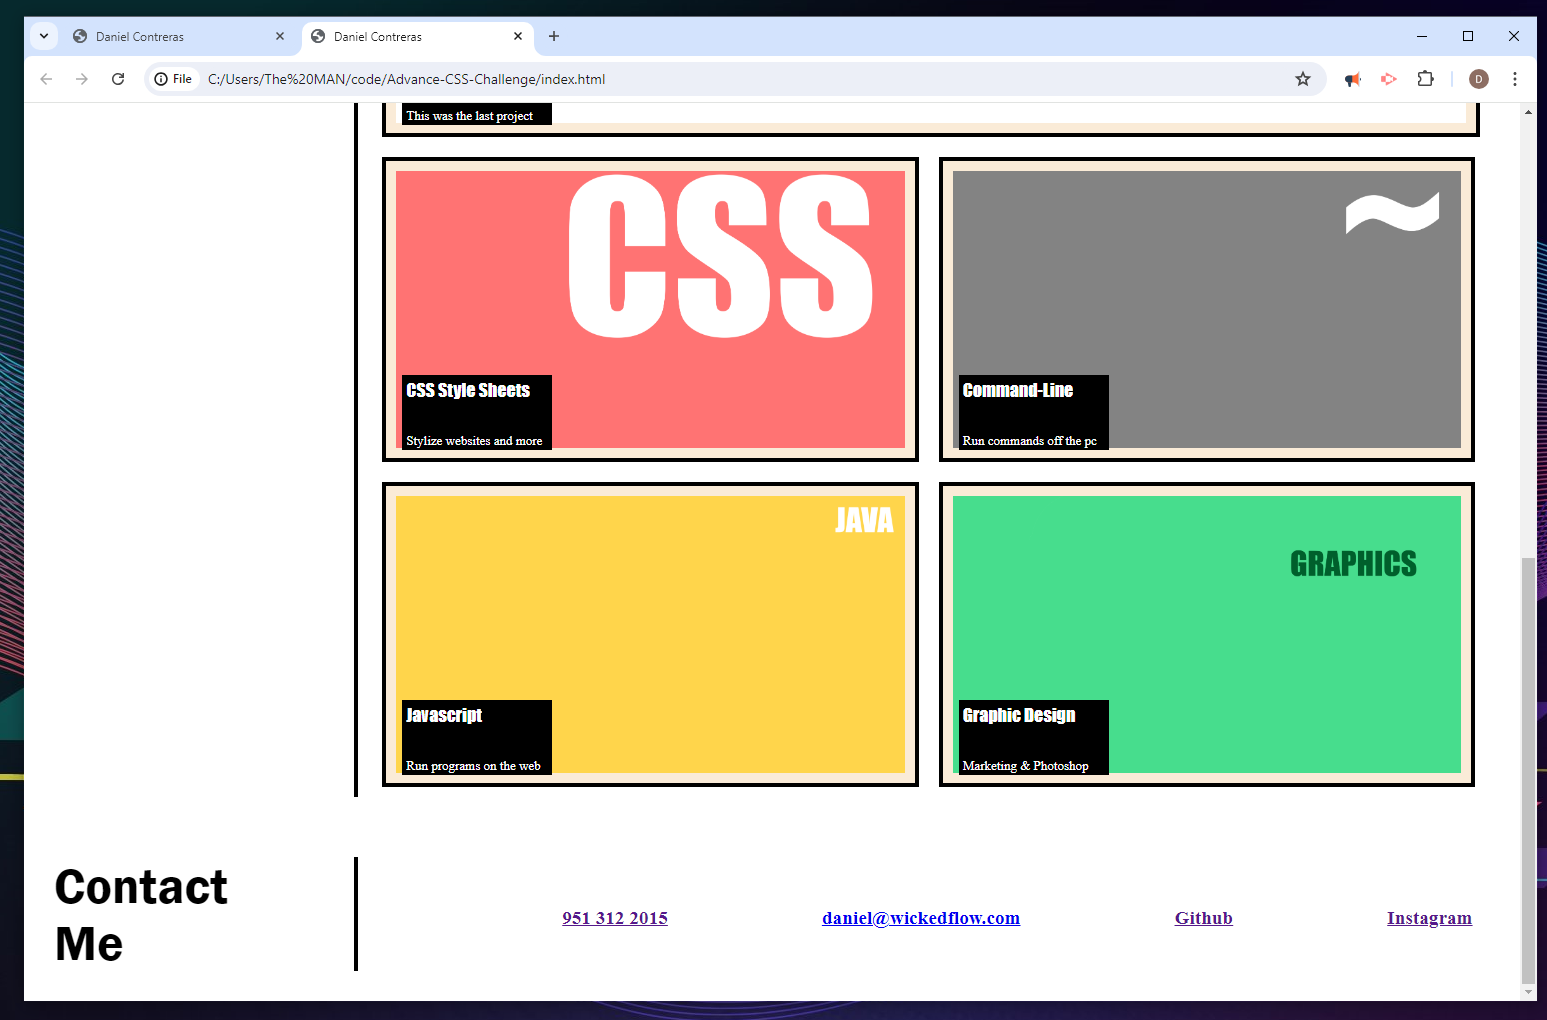 Daniel Contreras
Daniel Contreras
File
C:/Users/The%20MAN/code/Advance-CSS-Challenge/index.html
D
This was the last project
CSS
CSS Style Sheets
Stylize websites and more
~
Command-Line
Run commands off the pc
JAVA
Javascript
Run programs on the web
GRAPHICS
Graphic Design
Marketing & Photoshop
Contact
Me
951 312 2015
daniel@wickedflow.com
Github
Instagram